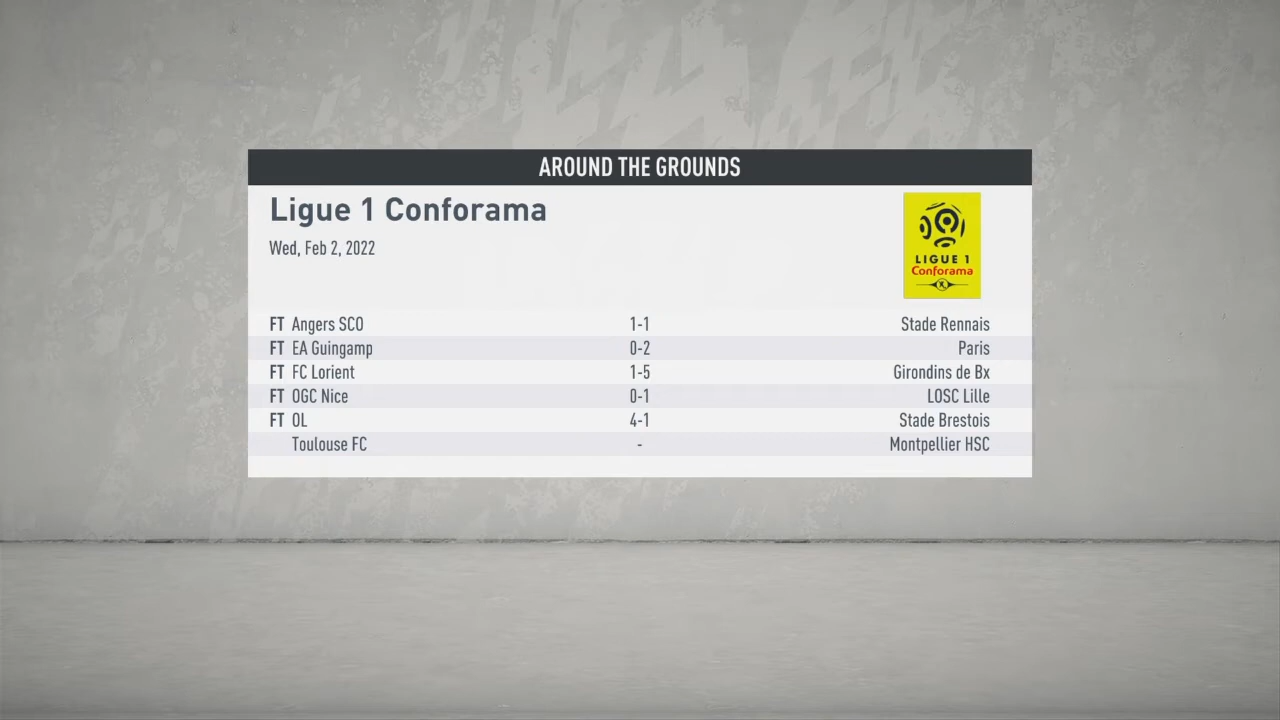 AROUND THE GROUNDS
Ligue 1 Conforama
Wed, Feb 2, 2022
LIGUE 1
Conforama
FT Angers SCO 1-1 Stade Rennais
FT EA Guingamp 0-2 Paris
FT FC Lorient 1-5 Girondins de Bx
FT OGC Nice 0-1 LOSC Lille
FT OL 4-1 Stade Brestois
Toulouse FC - Montpellier HSC